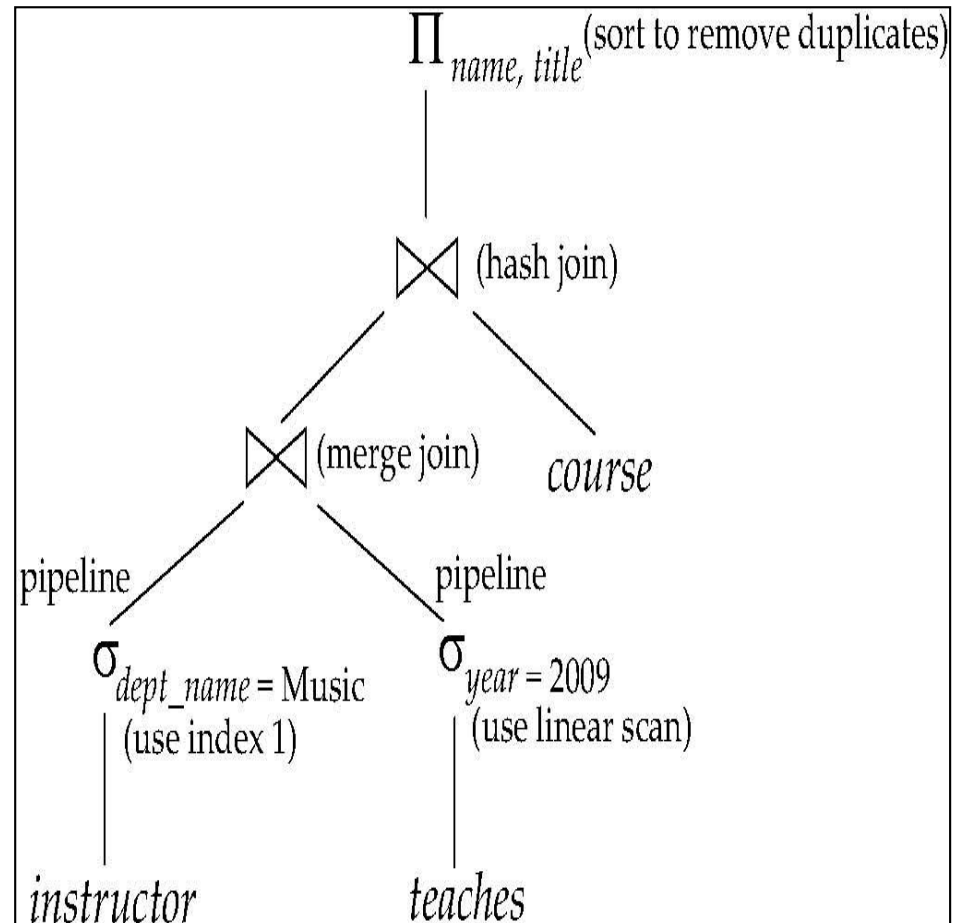 Π name, title (sort to remove duplicates)
⋈ (hash join)
⋈ (merge join)
course
pipeline
pipeline
σ dept_name = Music
(use index 1)
σ year = 2009
(use linear scan)
instructor
teaches